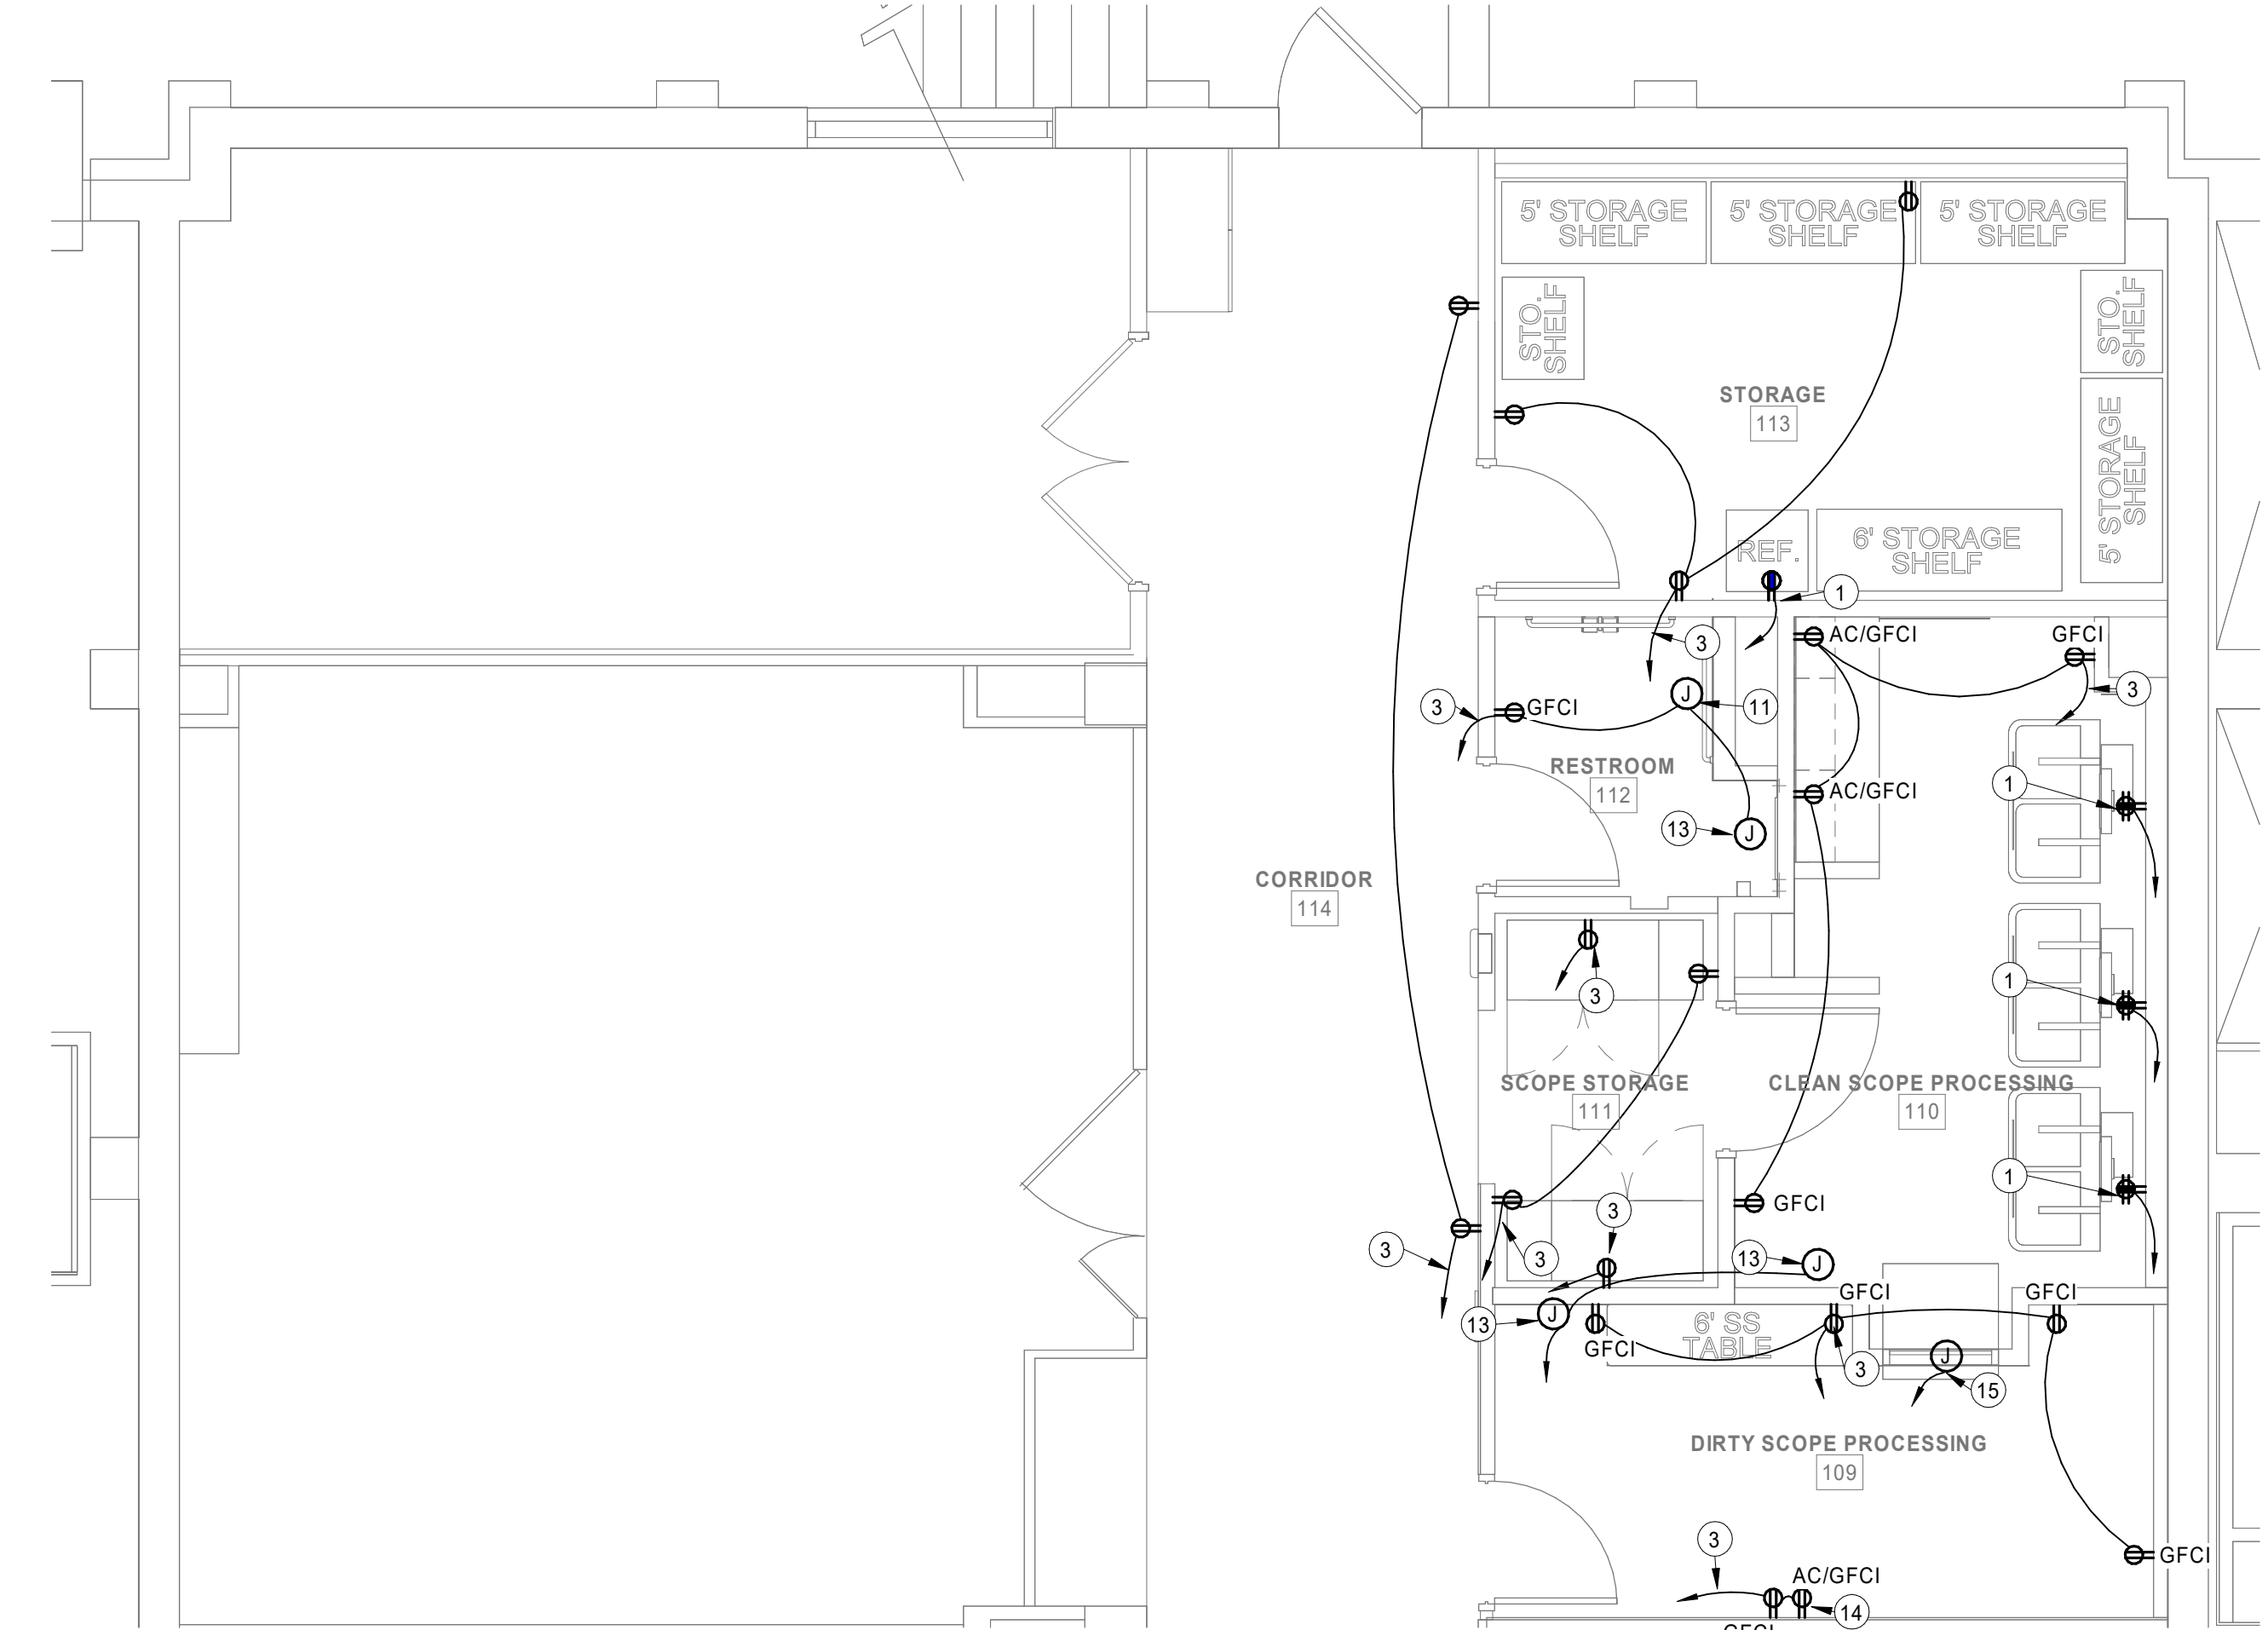 5' STORAGE
SHELF
5' STORAGE
SHELF
5' STORAGE
SHELF
STO.
SHELF
STO.
SHELF
STORAGE
113
5' STORAGE
SHELF
REF.
6' STORAGE
SHELF
1
3
AC/GFCI
GFCI
3
3
GFCI
J
11
RESTROOM
112
1
AC/GFCI
13
J
CORRIDOR
114
3
1
SCOPE STORAGE
111
CLEAN SCOPE PROCESSING
110
1
3
GFCI
3
3
13
J
13
J
GFCI
GFCI
GFCI
6' SS
TABLE
3
J
15
DIRTY SCOPE PROCESSING
109
3
GFCI
AC/GFCI
14